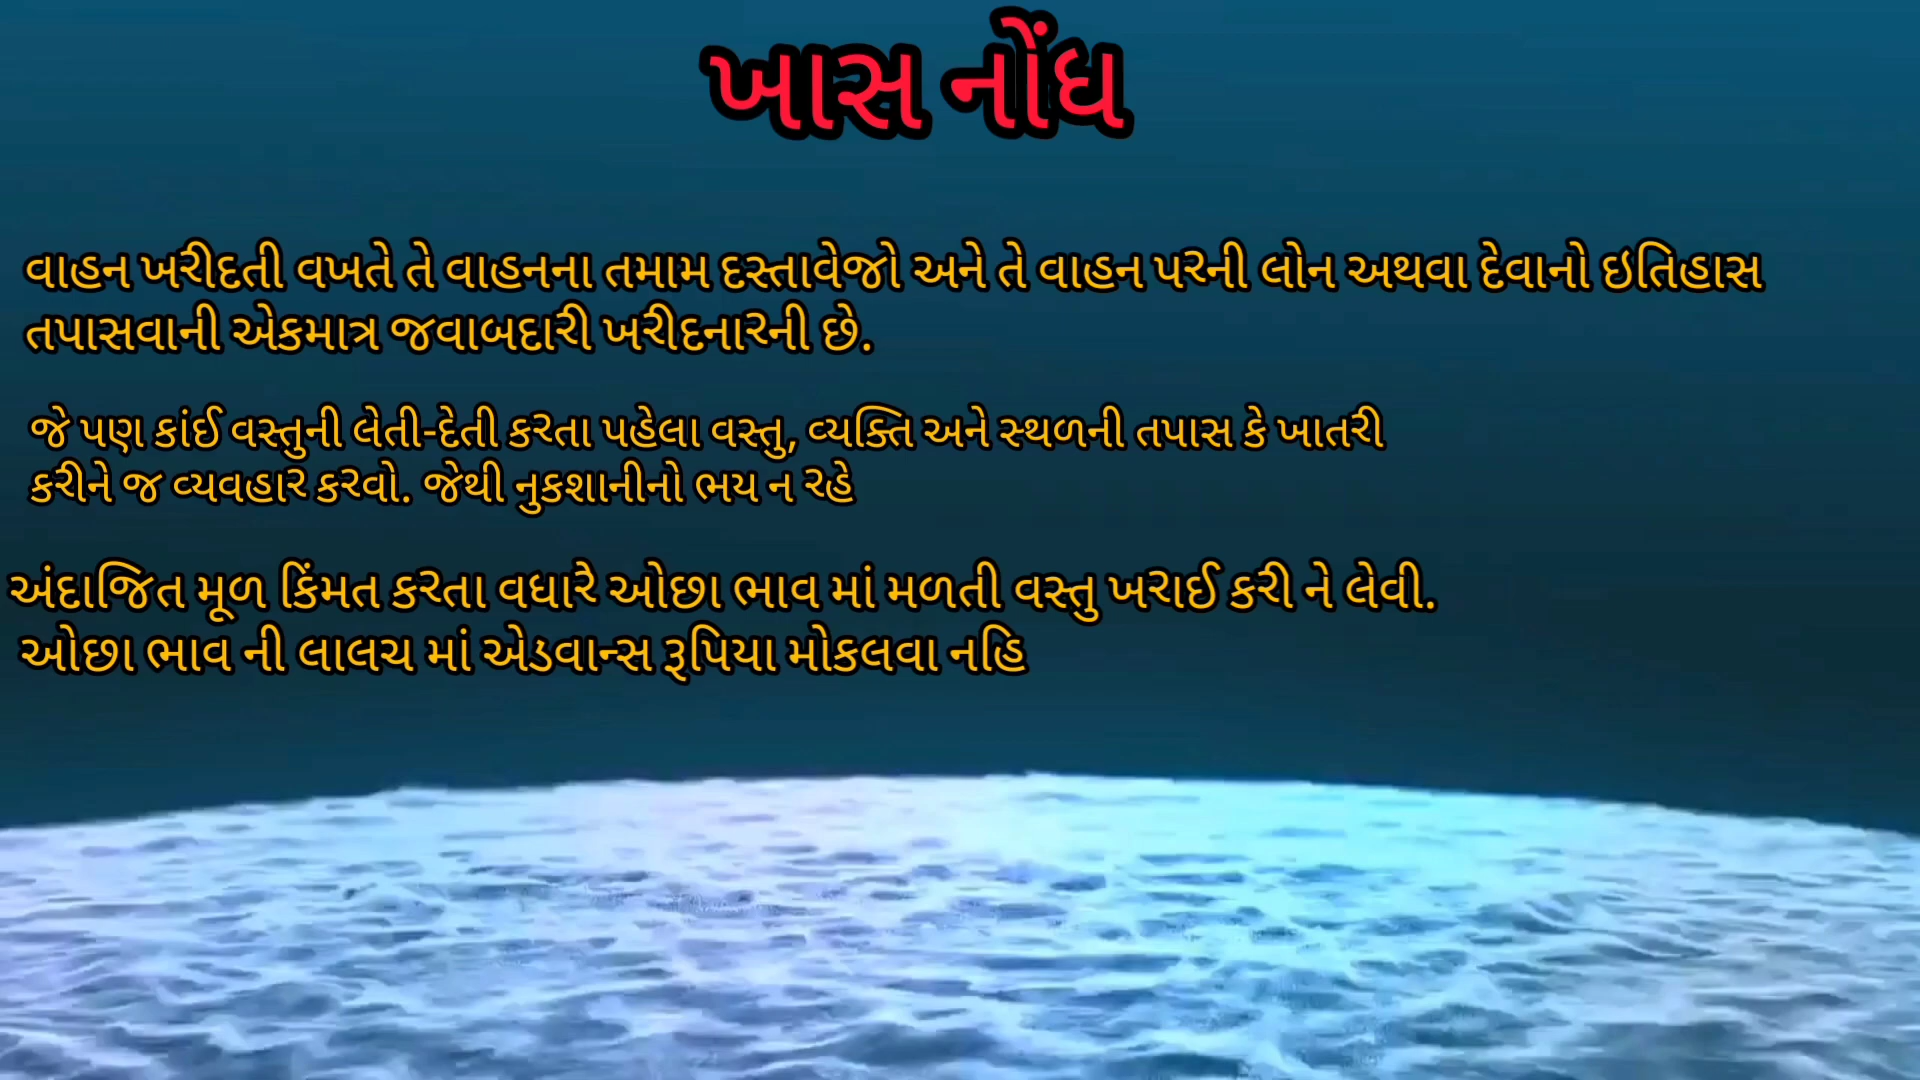 ખાસ નોંધ
વાહન ખરીદતી વખતે તે વાહનના તમામ દસ્તાવેજો અને તે વાહન પરની લોન અથવા દેવાનો ઇતિહાસ
તપાસવાની એકમાત્ર જવાબદારી ખરીદનારની છે.
જે પણ કાંઈ વસ્તુની લેતી-દેતી કરતા પહેલા વસ્તુ, વ્યક્તિ અને સ્થળની તપાસ કે ખાતરી
કરીને જ વ્યવહાર કરવો. જેથી નુકશાનીનો ભય ન રહે
અંદાજિત મૂળ કિંમત કરતા વધારે ઓછા ભાવ માં મળતી વસ્તુ ખરાઈ કરી ને લેવી.
ઓછા ભાવ ની લાલચ માં એડવાન્સ રૂપિયા મોકલવા નહિ